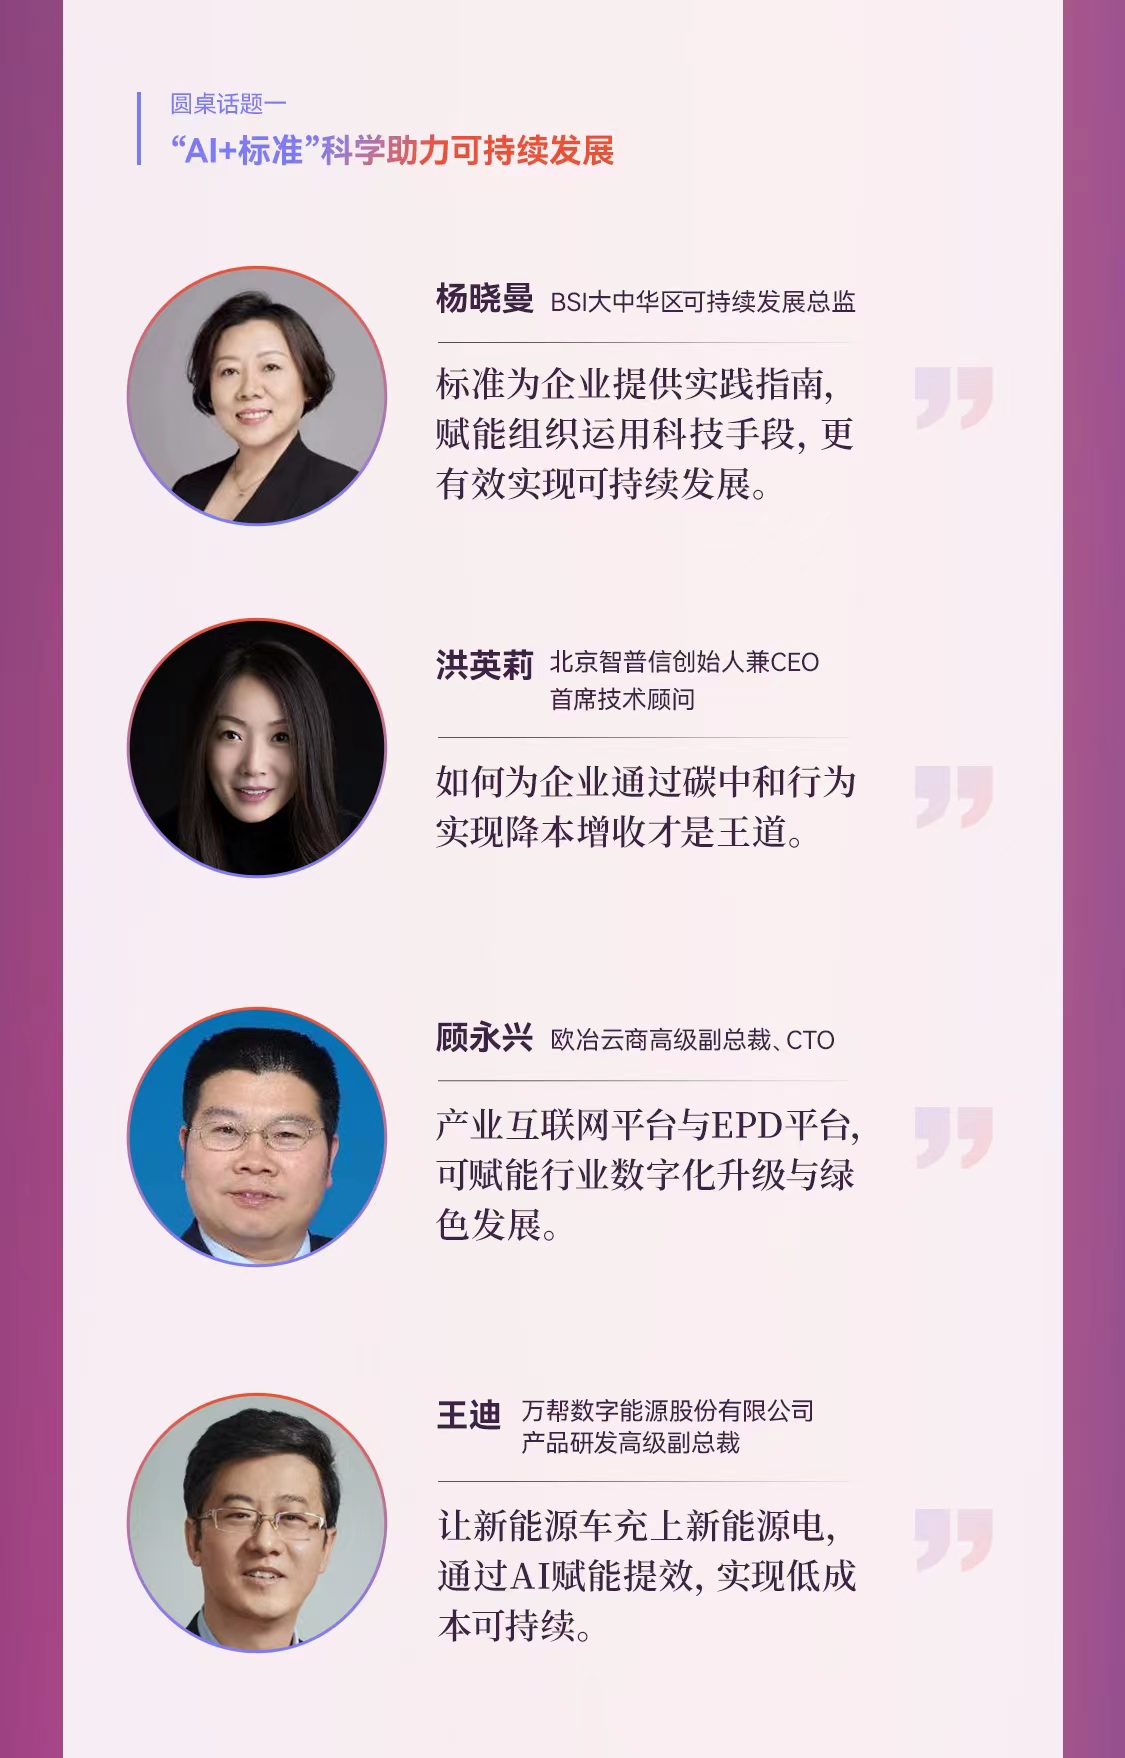 圆桌话题一
“AI+标准”科学助力可持续发展
杨晓曼 BSI大中华区可持续发展总监
标准为企业提供实践指南,
赋能组织运用科技手段, 更
有效实现可持续发展。
洪英莉 北京智普信创始人兼CEO
首席技术顾问
如何为企业通过碳中和行为
实现降本增收才是王道。
顾永兴 欧冶云商高级副总裁、CTO
产业互联网平台与EPD平台,
可赋能行业数字化升级与绿
色发展。
王迪 万帮数字能源股份有限公司
产品研发高级副总裁
让新能源车充上新能源电,
通过AI赋能提效, 实现低成
本可持续。